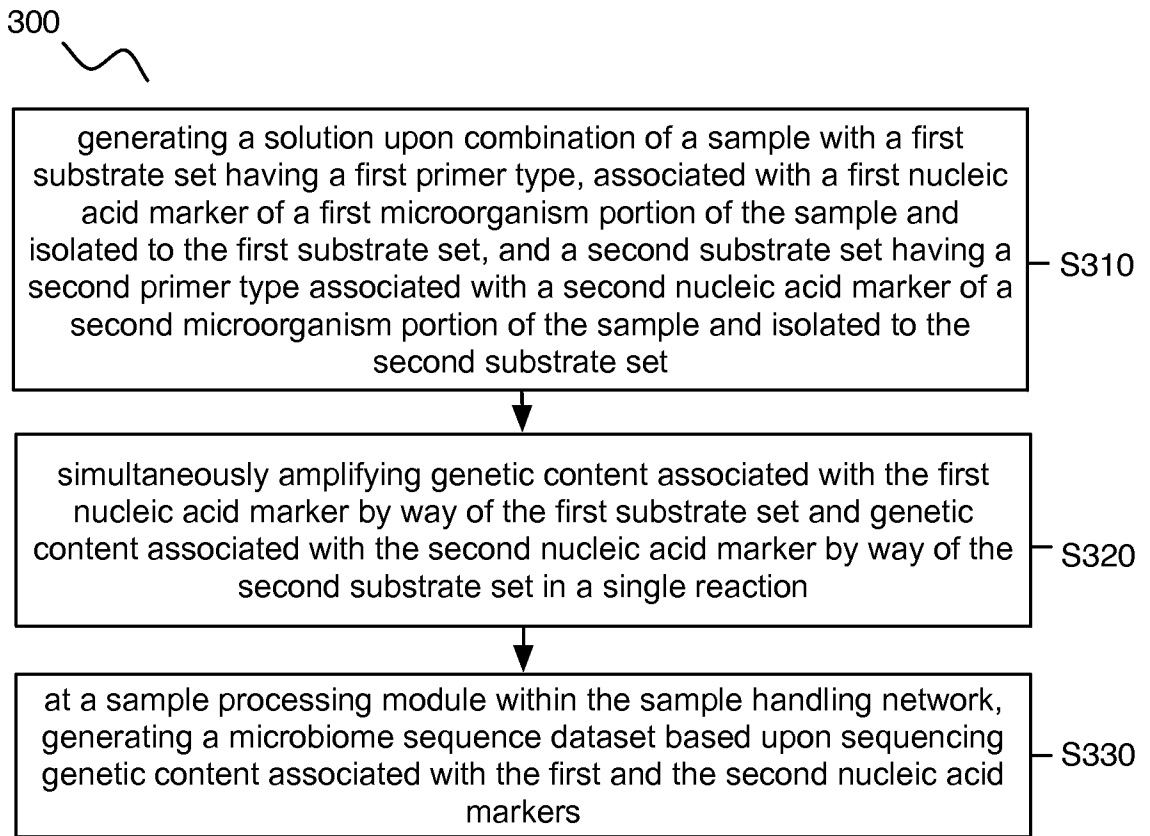 300
generating a solution upon combination of a sample with a first
substrate set having a first primer type, associated with a first nucleic
acid marker of a first microorganism portion of the sample and
isolated to the first substrate set, and a second substrate set having a
second primer type associated with a second nucleic acid marker of a
second microorganism portion of the sample and isolated to the
second substrate set
S310
simultaneously amplifying genetic content associated with the first
nucleic acid marker by way of the first substrate set and genetic
content associated with the second nucleic acid marker by way of the
second substrate set in a single reaction
S320
at a sample processing module within the sample handling network,
generating a microbiome sequence dataset based upon sequencing
genetic content associated with the first and the second nucleic acid
markers
S330